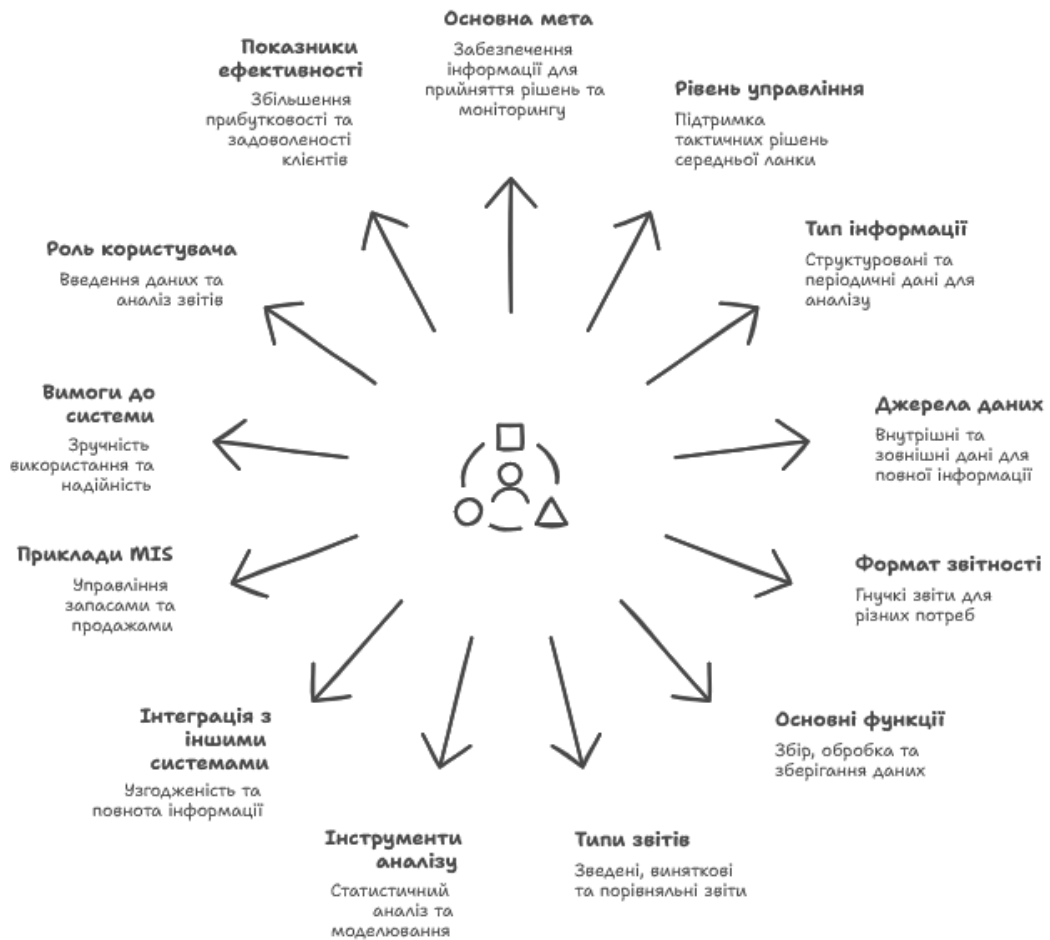 Основна мета
Забезпечення
інформації для
прийняття рішень та
моніторингу
Рівень управління
Підтримка
тактичних рішень
середньої ланки
Тип інформації
Структуровані та
періодичні дані для
аналізу
Джерела даних
Внутрішні та
зовнішні дані для
повної інформації
Формат звітності
Гнучкі звіти для
різних потреб
Основні функції
Збір, обробка та
зберігання даних
Типи звітів
Зведені, виняткові
та порівняльні звіти
Інструменти
аналізу
Статистичний
аналіз та
моделювання
Інтеграція з
іншими
системами
Узгодженість та
повнота інформації
Приклади MIS
Управління
запасами та
продажами
Вимоги до
системи
Зручність
використання та
надійність
Роль користувача
Введення даних та
аналіз звітів
Показники
ефективності
Збільшення
прибутковості та
задоволеності
клієнтів